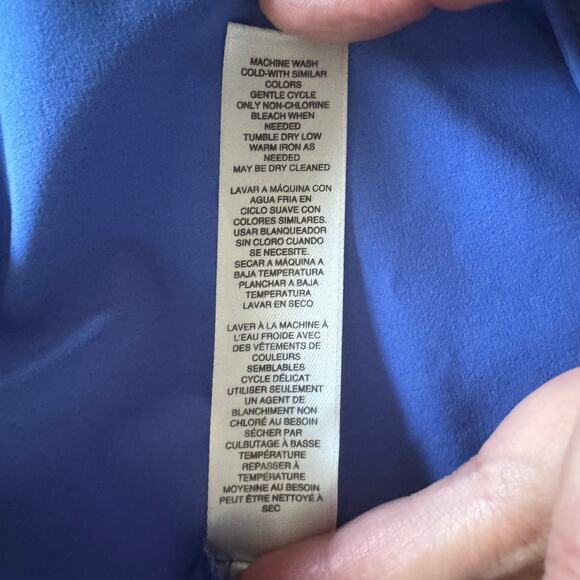 MACHINE WASH
COLD-WITH SIMILAR
COLORS
GENTLE CYCLE
ONLY NON-CHLORINE
BLEACH WHEN
NEEDED
TUMBLE DRY LOW
WARM IRON AS
NEEDED
MAY BE DRY CLEANED
LAVAR A MÁQUINA CON
AGUA FRIA EN
CICLO SUAVE CON
COLORES SIMILARES.
USAR BLANQUEADOR
SIN CLORO CUANDO
SE NECESITE.
SECAR A MÁQUINA A
BAJA TEMPERATURA
PLANCHAR A BAJA
TEMPERATURA
LAVAR EN SECO
LAVER À LA MACHINE À
L'EAU FROIDE AVEC
DES VÊTEMENTS DE
COULEURS
SEMBLABLES
CYCLE DÉLICAT
UTILISER SEULEMENT
UN AGENT DE
BLANCHIMENT NON
CHLORÉ AU BESOIN
SÉCHER PAR
CULBUTAGE À BASSE
TEMPÉRATURE
REPASSER À
TEMPÉRATURE
MOYENNE AU BESOIN
PEUT ÊTRE NETTOYÉ À
SEC